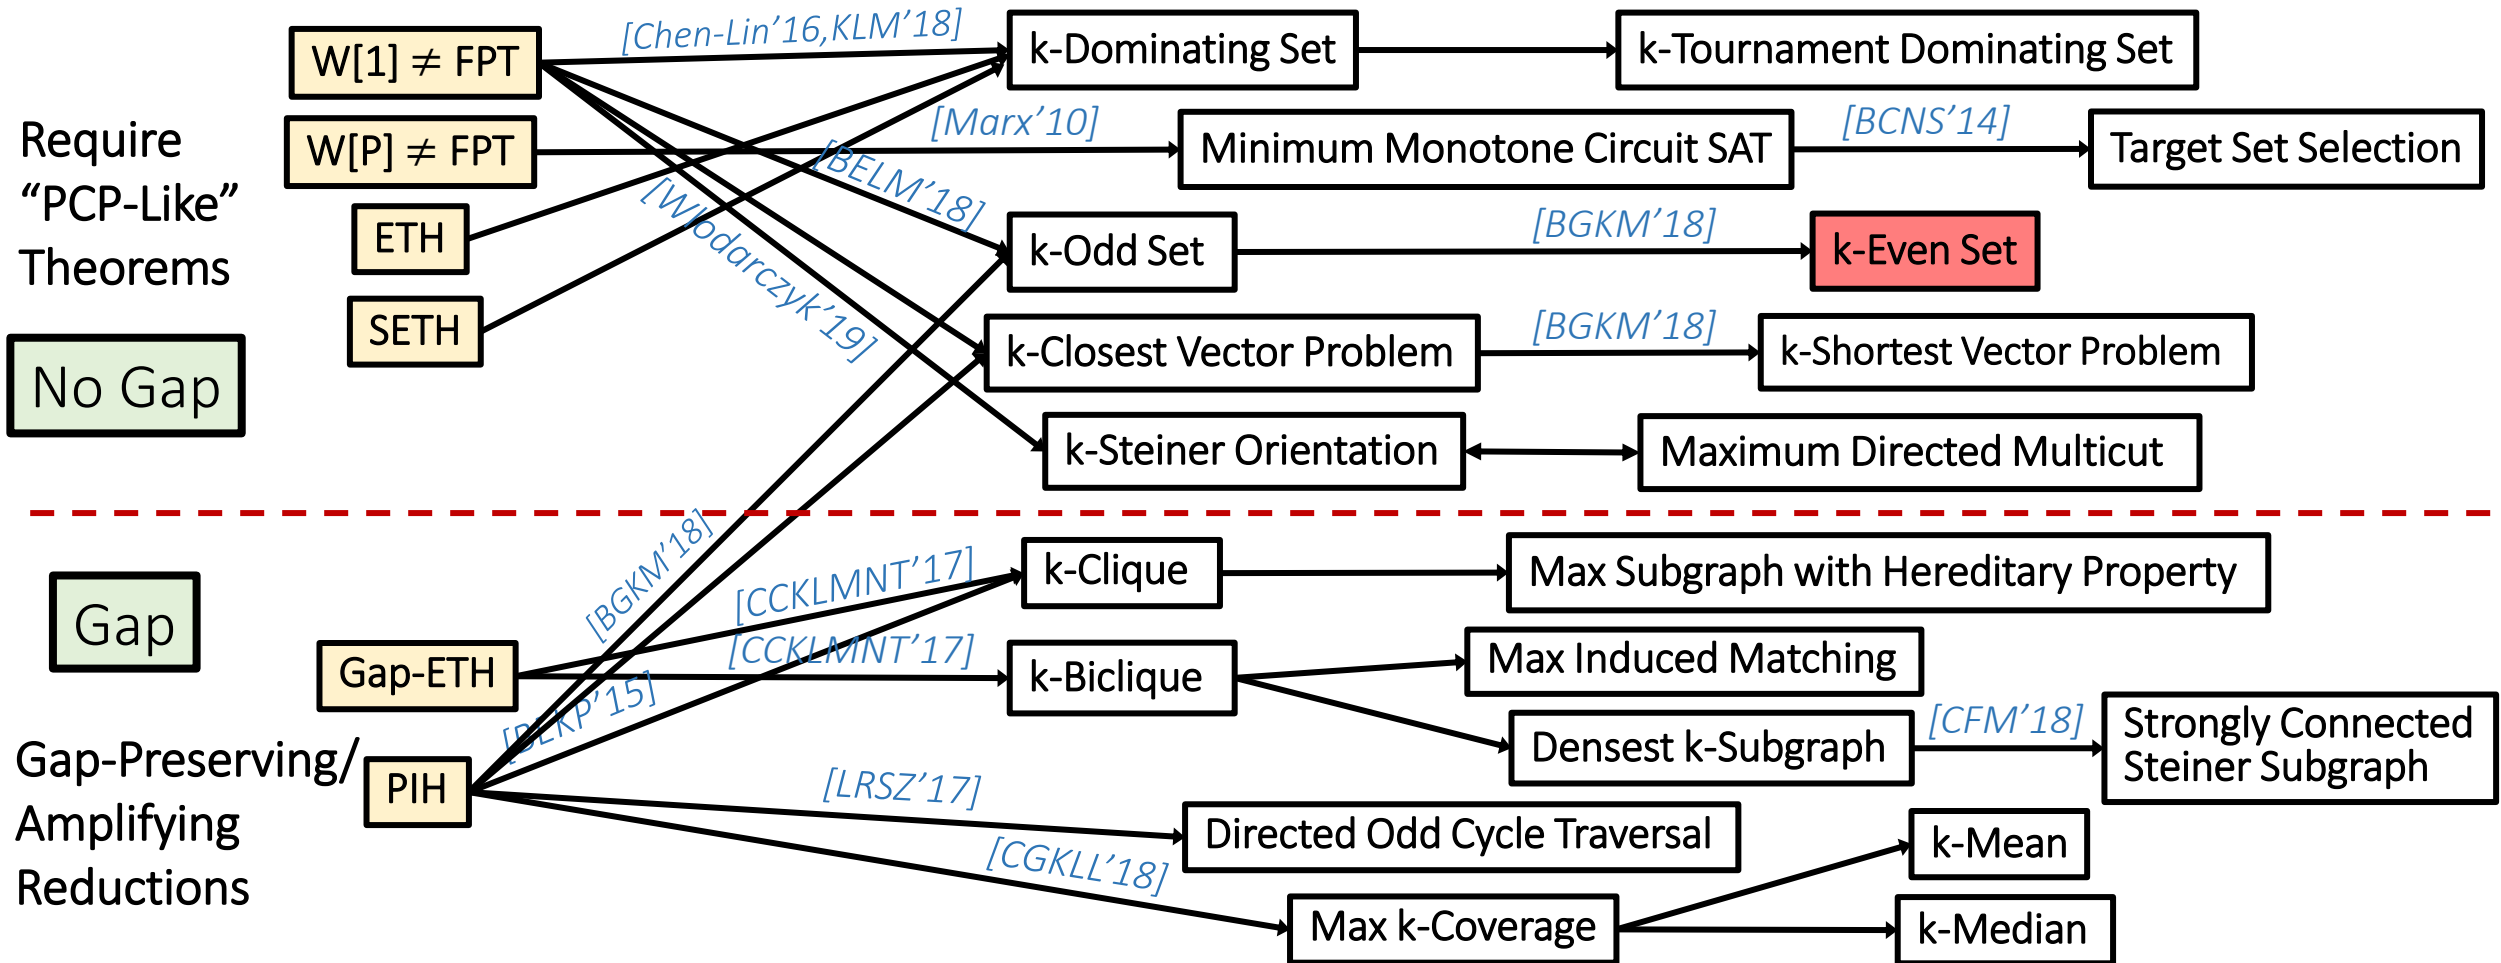 [Chen-Lin'16,KLM'18]
W[1] ≠ FPT
k-Dominating Set
k-Tournament Dominating Set
Require
"PCP-Like"
Theorems
W[P] ≠ FPT
[Marx'10]
Minimum Monotone Circuit SAT
[BCNS'14]
Target Set Selection
[BELM'18]
[Wlodarczyk'19]
ETH
k-Odd Set
[BGKM'18]
k-Even Set
SETH
k-Closest Vector Problem
[BGKM'18]
k-Shortest Vector Problem
No Gap
k-Steiner Orientation
Maximum Directed Multicut
[BGKM'18]
Gap
[CCKLMNT'17]
k-Clique
Max Subgraph with Hereditary Property
Gap-ETH
[CCKLMNT'17]
k-Biclique
Max Induced Matching
Densest k-Subgraph
[CFM'18]
Strongly Connected
Steiner Subgraph
Gap-Preserving/
Amplifying
Reductions
PIH
[LRSZ'17]
Directed Odd Cycle Traversal
[CGKLL'18]
Max k-Coverage
k-Mean
k-Median